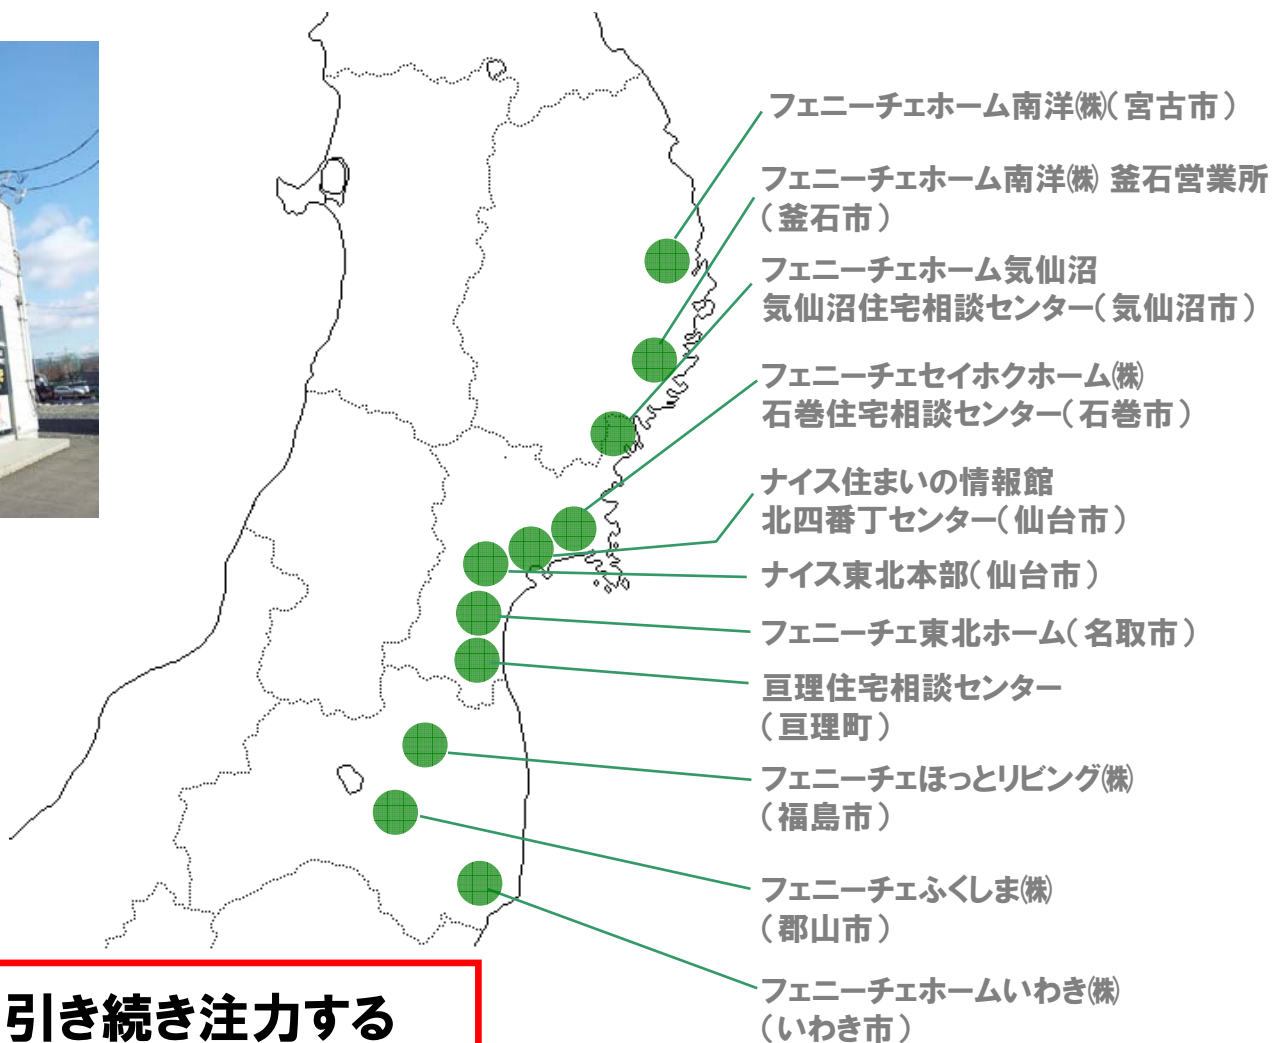 フェニーチェホーム南洋㈱（宮古市）
フェニーチェホーム南洋㈱ 釜石営業所
（釜石市）
フェニーチェホーム気仙沼
気仙沼住宅相談センター（気仙沼市）
フェニーチェセイホクホーム㈱
石巻住宅相談センター（石巻市）
ナイス住まいの情報館
北四番丁センター（仙台市）
ナイス東北本部（仙台市）
フェニーチェ東北ホーム（名取市）
亘理住宅相談センター
（亘理町）
フェニーチェほっとリビング㈱
（福島市）
フェニーチェふくしま㈱
（郡山市）
フェニーチェホームいわき㈱
（いわき市）
引き続き注力する